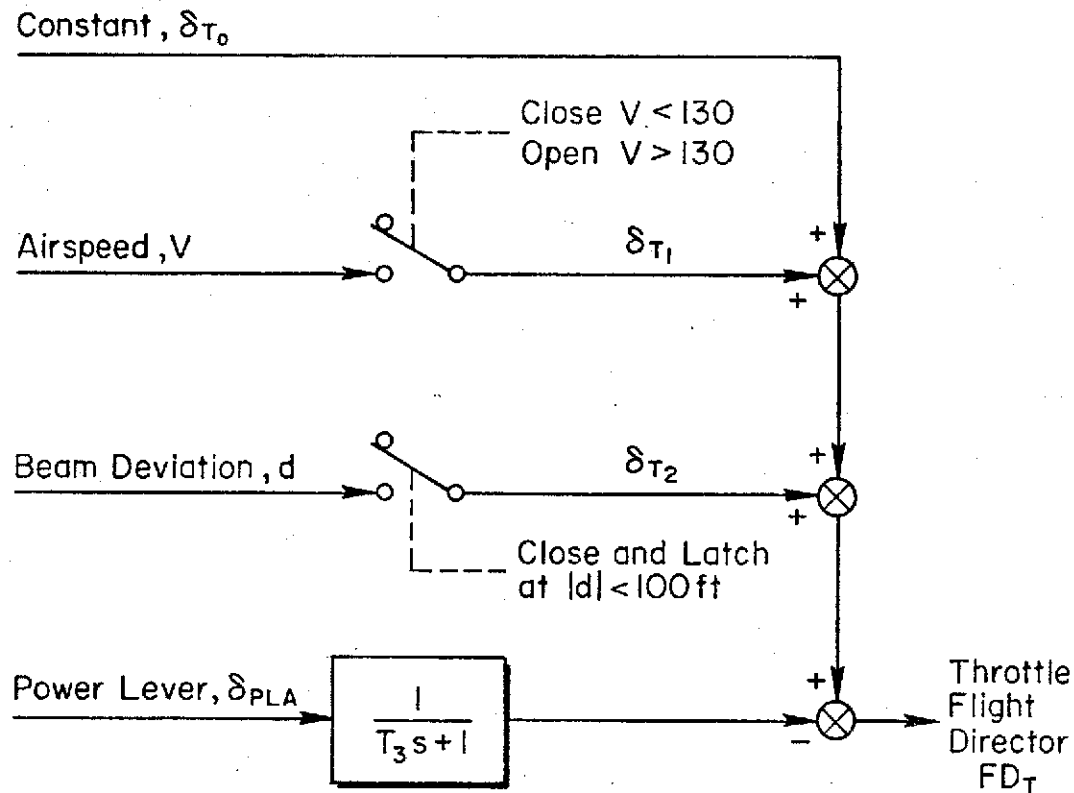 Constant, δT₀
Close V < 130
Open V > 130
Airspeed, V
δT₁
+
+
Beam Deviation, d
δT₂
+
+
Close and Latch
at |d| < 100 ft
Power Lever, δPLA
1
T₃s + 1
+
−
Throttle
Flight
Director
FDT